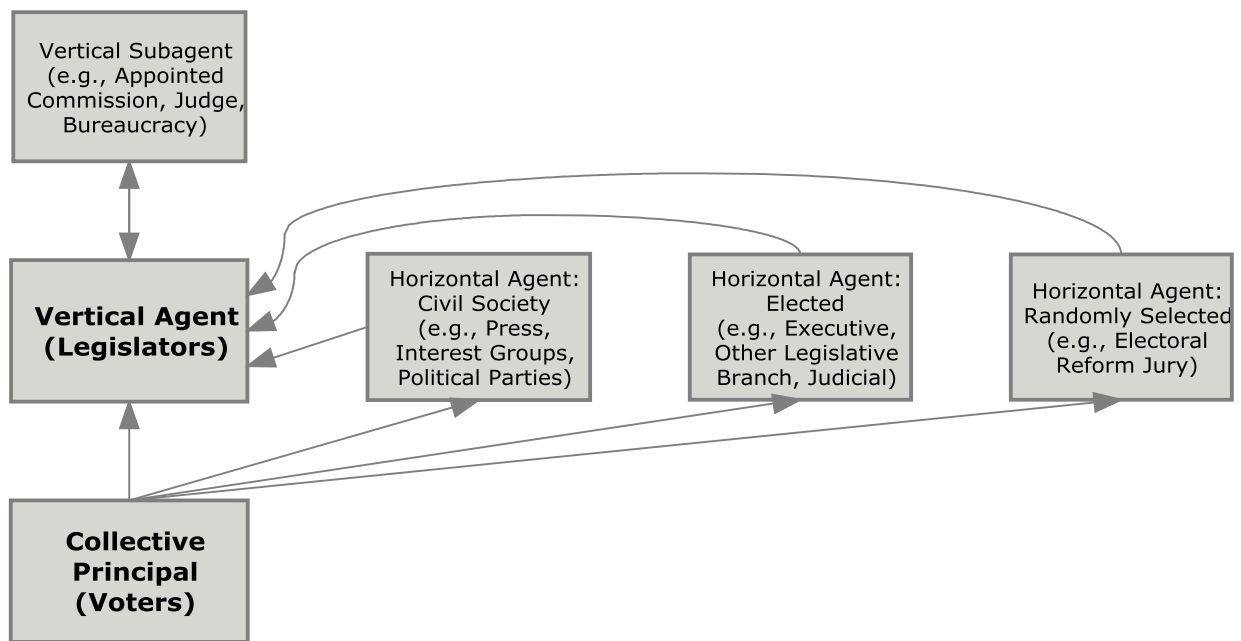 Vertical Subagent
(e.g., Appointed
Commission, Judge,
Bureaucracy)
Vertical Agent
(Legislators)
Horizontal Agent:
Civil Society
(e.g., Press,
Interest Groups,
Political Parties)
Horizontal Agent:
Elected
(e.g., Executive,
Other Legislative
Branch, Judicial)
Horizontal Agent:
Randomly Selected
(e.g., Electoral
Reform Jury)
Collective
Principal
(Voters)